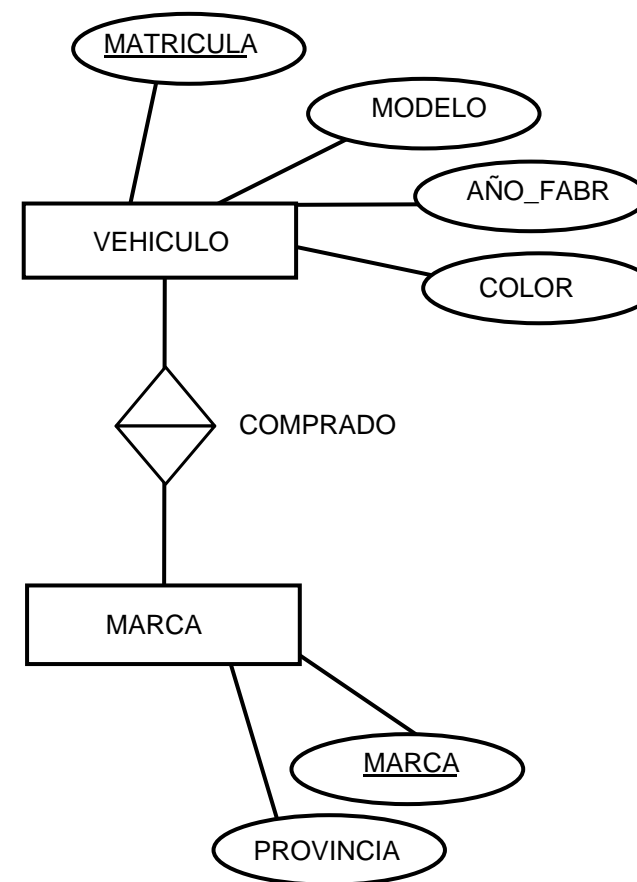 MATRICULA
MODELO
AÑO_FABR
VEHICULO
COLOR
COMPRADO
MARCA
MARCA
PROVINCIA